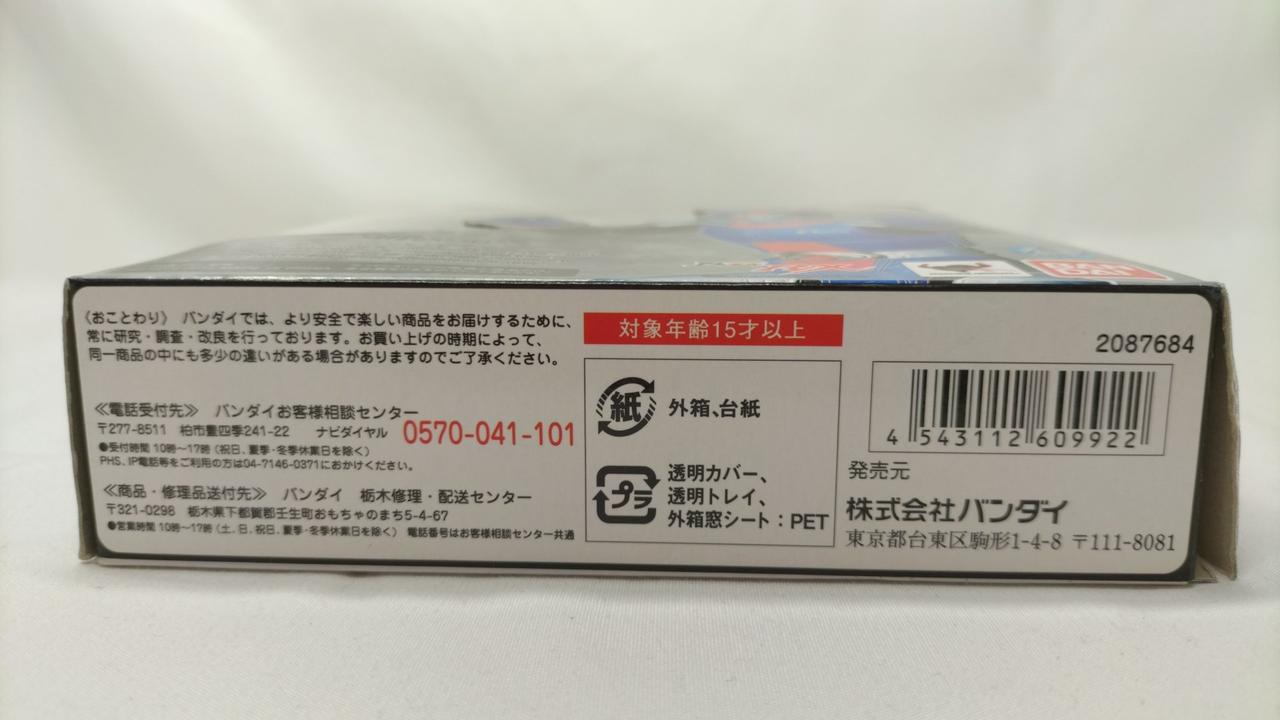 BANDAI
〈おことわり〉 バンダイでは、より安全で楽しい商品をお届けするために、
常に研究・調査・改良を行っております。お買い上げの時期によって、
同一商品の中にも多少の違いがある場合がありますのでご了承ください。
≪電話受付先≫ バンダイお客様相談センター
〒277-8511 柏市豊四季241-22 ナビダイヤル 0570-041-101
●受付時間 10時〜17時(祝日、夏季・冬季休業日を除く)
PHS、IP電話等をご利用の方は04-7146-0371におかけください。
≪商品・修理品送付先≫ バンダイ 栃木修理・配送センター
〒321-0298 栃木県下都賀郡壬生町おもちゃのまち5-4-67
●営業時間 10時〜17時(土、日、祝日、夏季・冬季休業日を除く) 電話番号はお客様相談センター共通
対象年齢15才以上
紙 外箱、台紙
プラ 透明カバー、
透明トレイ、
外箱窓シート：PET
2087684
4 543112 609922
発売元
株式会社バンダイ
東京都台東区駒形1-4-8 〒111-8081